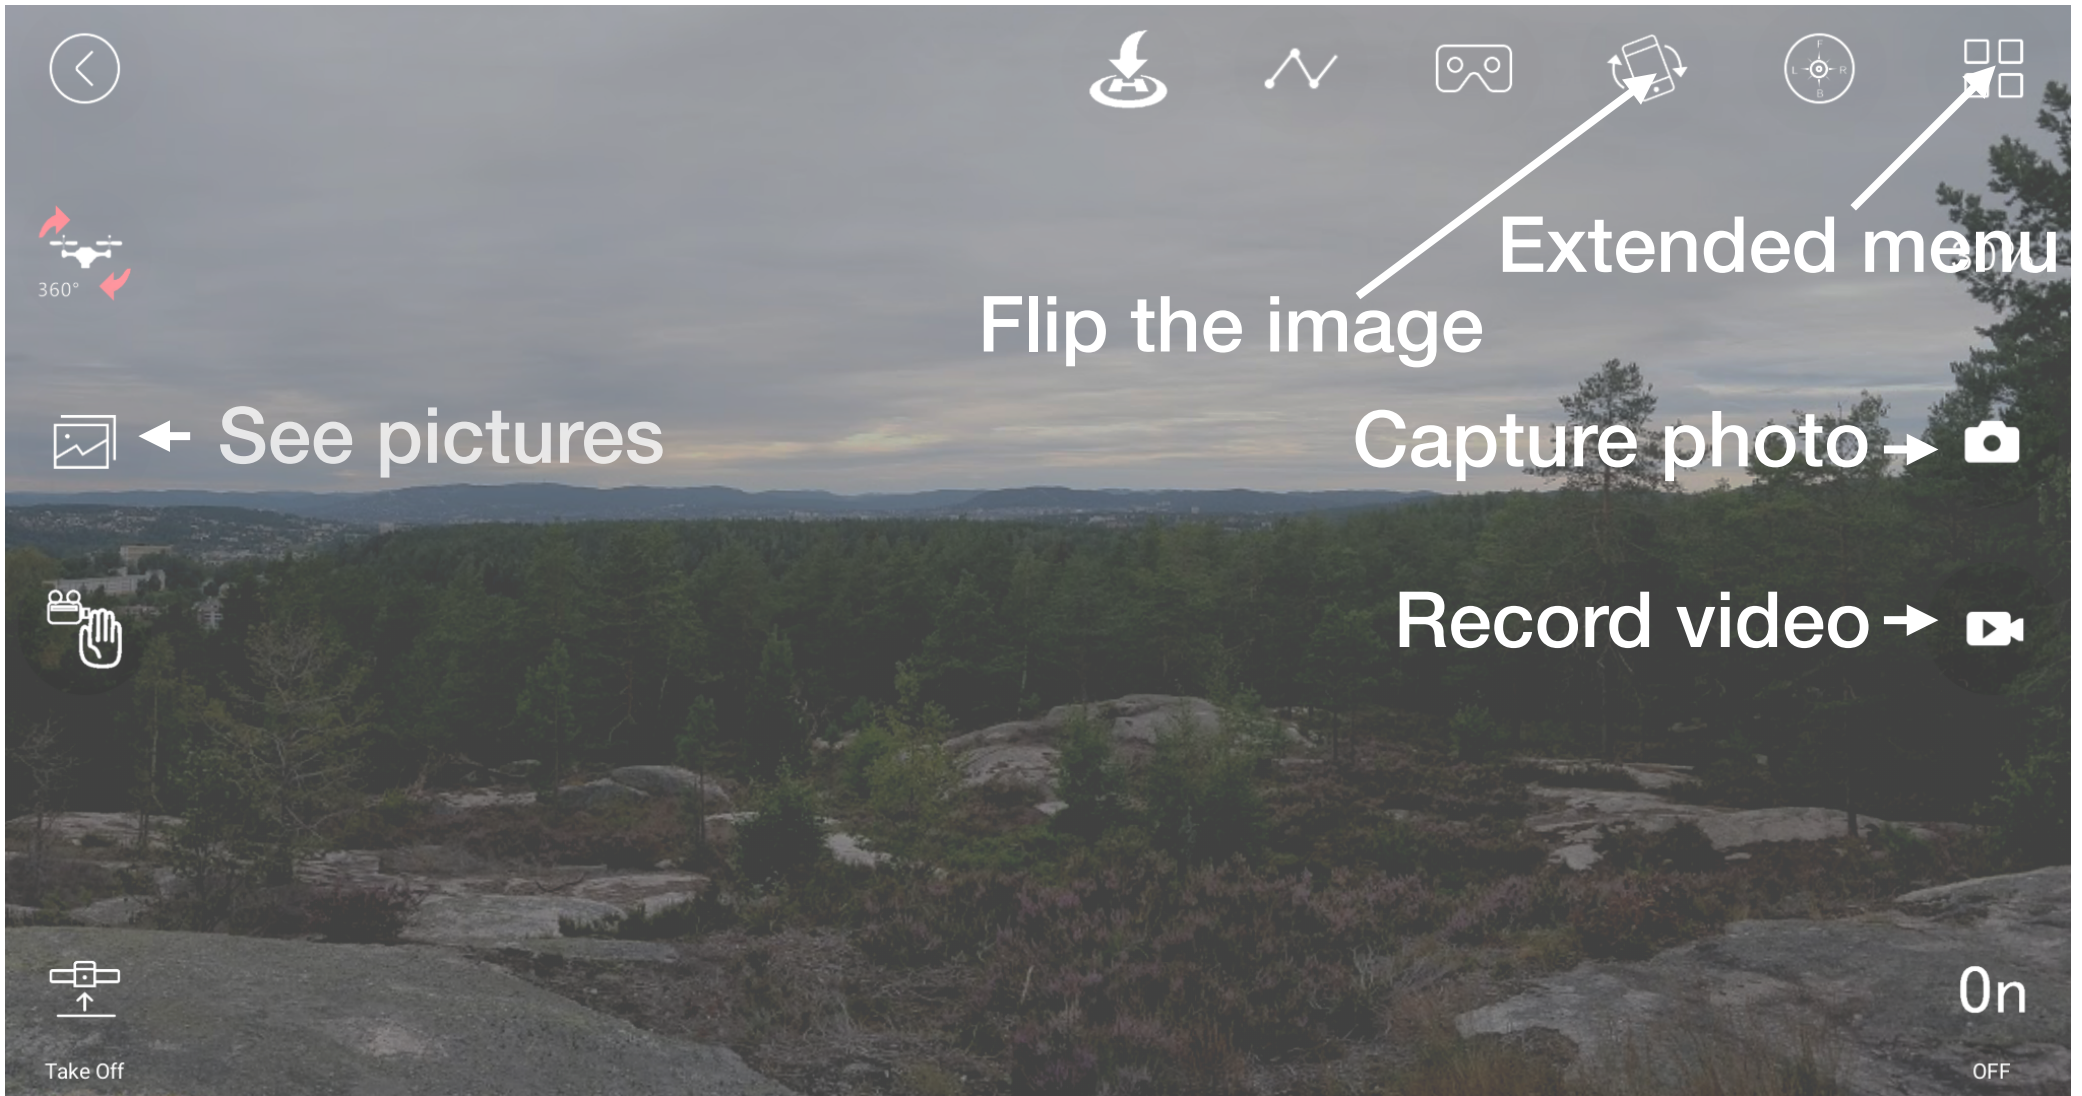 F
L R
B
Extended menu
360°
Flip the image
See pictures
Capture photo
Record video
0n
Take Off
OFF